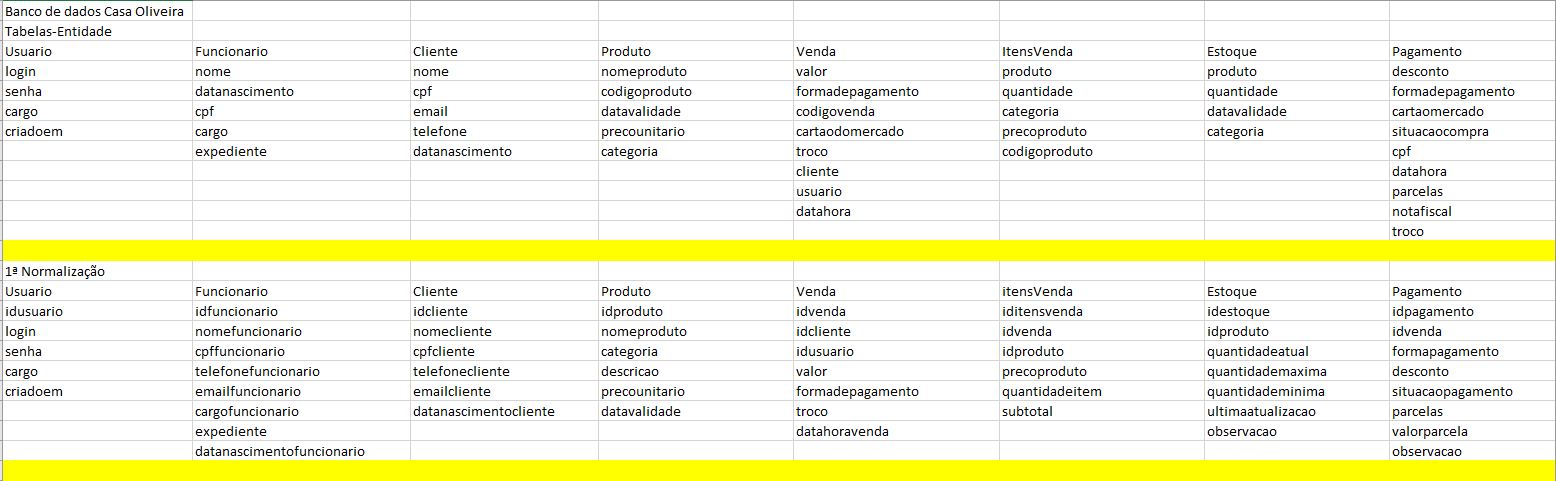 Banco de dados Casa Oliveira
Tabelas-Entidade
Usuario Funcionario Cliente Produto Venda ItensVenda Estoque Pagamento
login nome nome nomeproduto valor produto produto desconto
senha datanascimento cpf codigoproduto formadepagamento quantidade quantidade formadepagamento
cargo cpf email datavalidade codigovenda categoria datavalidade cartaomercado
criadoem cargo telefone precounitario cartaodomercado precoproduto categoria situacaocompra
expediente datanascimento categoria troco codigoproduto cpf
cliente datahora
usuario parcelas
datahora notafiscal
troco
1ª Normalização
Usuario Funcionario Cliente Produto Venda itensVenda Estoque Pagamento
idusuario idfuncionario idcliente idproduto idvenda iditensvenda idestoque idpagamento
login nomefuncionario nomecliente nomeproduto idcliente idvenda idproduto idvenda
senha cpffuncionario cpfcliente categoria idusuario idproduto quantidadeatual formapagamento
cargo telefonefuncionario telefonecliente descricao valor precoproduto quantidademaxima desconto
criadoem emailfuncionario emailcliente precounitario formadepagamento quantidadeitem quantidademinima situacaopagamento
cargofuncionario datanascimentocliente datavalidade troco subtotal ultimaatualizacao parcelas
expediente datahoravenda observacao valorparcela
datanascimentofuncionario observacao